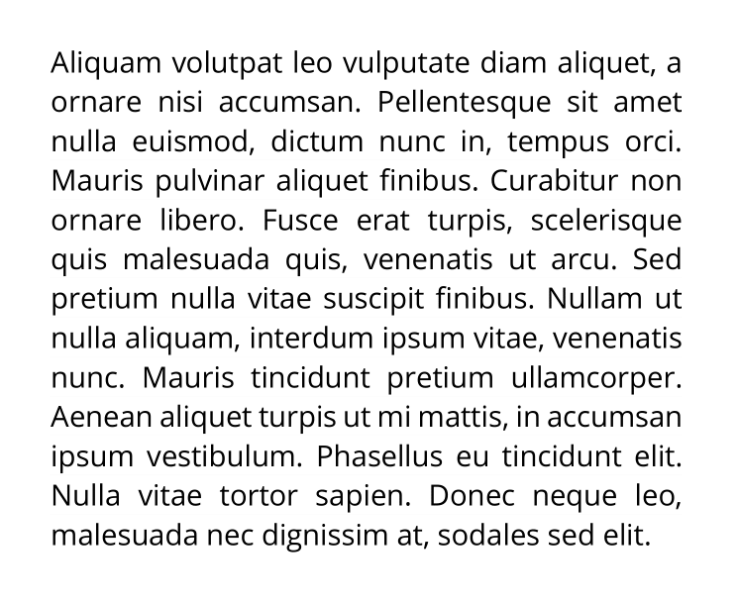 Aliquam volutpat leo vulputate diam aliquet, a
ornare nisi accumsan. Pellentesque sit amet
nulla euismod, dictum nunc in, tempus orci.
Mauris pulvinar aliquet finibus. Curabitur non
ornare libero. Fusce erat turpis, scelerisque
quis malesuada quis, venenatis ut arcu. Sed
pretium nulla vitae suscipit finibus. Nullam ut
nulla aliquam, interdum ipsum vitae, venenatis
nunc. Mauris tincidunt pretium ullamcorper.
Aenean aliquet turpis ut mi mattis, in accumsan
ipsum vestibulum. Phasellus eu tincidunt elit.
Nulla vitae tortor sapien. Donec neque leo,
malesuada nec dignissim at, sodales sed elit.